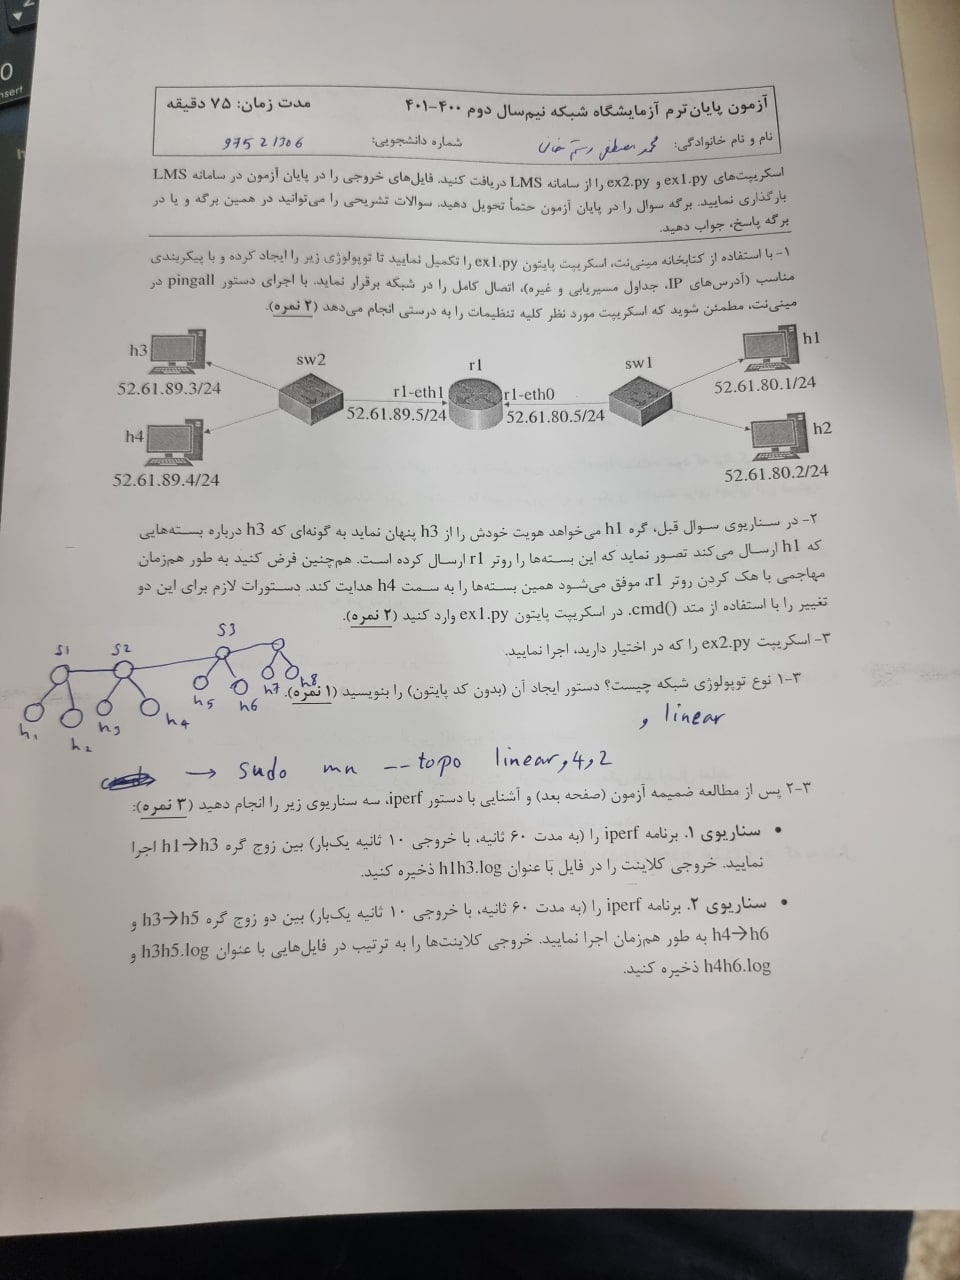 آزمون پایان‌ترم آزمایشگاه شبکه نیم‌سال دوم ۴۰۰-۴۰۱ مدت زمان: ۷۵ دقیقه
نام و نام خانوادگی: محمد مصطفی رستم خانی شماره دانشجویی: 97521306
اسکریپت‌های ex1.py و ex2.py را از سامانه LMS دریافت کنید. فایل‌های خروجی را در پایان آزمون در سامانه LMS
بارگذاری نمایید. برگه سوال را در پایان آزمون حتماً تحویل دهید. سوالات تشریحی را می‌توانید در همین برگه و یا در
برگه پاسخ، جواب دهید.
۱- با استفاده از کتابخانه مینی‌نت، اسکریپت پایتون ex1.py را تکمیل نمایید تا توپولوژی زیر را ایجاد کرده و با پیکربندی
مناسب (آدرس‌های IP، جداول مسیریابی و غیره)، اتصال کامل را در شبکه برقرار نماید. با اجرای دستور pingall در
مینی‌نت، مطمئن شوید که اسکریپت مورد نظر کلیه تنظیمات را به درستی انجام می‌دهد (۲ نمره).
h3
52.61.89.3/24
h4
52.61.89.4/24
sw2
r1-eth1
52.61.89.5/24
r1
r1-eth0
52.61.80.5/24
sw1
h1
52.61.80.1/24
h2
52.61.80.2/24
۲- در سناریوی سوال قبل، گره h1 می‌خواهد هویت خودش را از h3 پنهان نماید به گونه‌ای که h3 درباره بسته‌هایی
که h1 ارسال می‌کند تصور نماید که این بسته‌ها را روتر r1 ارسال کرده است. هم‌چنین فرض کنید به طور هم‌زمان
مهاجمی با هک کردن روتر r1، موفق می‌شود همین بسته‌ها را به سمت h4 هدایت کند. دستورات لازم برای این دو
تغییر را با استفاده از متد cmd(). در اسکریپت پایتون ex1.py وارد کنید (۲ نمره).
۳- اسکریپت ex2.py را که در اختیار دارید، اجرا نمایید.
۳-۱ نوع توپولوژی شبکه چیست؟ دستور ایجاد آن (بدون کد پایتون) را بنویسید (۱ نمره).
S1 S2 S3
h1 h2 h3 h4 h5 h6 h7 h8
linear و
→ sudo mn --topo linear,4,2
۳-۲ پس از مطالعه ضمیمه آزمون (صفحه بعد) و آشنایی با دستور iperf، سه سناریوی زیر را انجام دهید (۳ نمره):
• سناریوی ۱. برنامه iperf را (به مدت ۶۰ ثانیه، با خروجی ۱۰ ثانیه یک‌بار) بین زوج گره h1→h3 اجرا
نمایید. خروجی کلاینت را در فایل با عنوان h1h3.log ذخیره کنید.
• سناریوی ۲. برنامه iperf را (به مدت ۶۰ ثانیه، با خروجی ۱۰ ثانیه یک‌بار) بین دو زوج گره h3→h5 و
h4→h6 به طور هم‌زمان اجرا نمایید. خروجی کلاینت‌ها را به ترتیب در فایل‌هایی با عنوان h3h5.log و
h4h6.log ذخیره کنید.